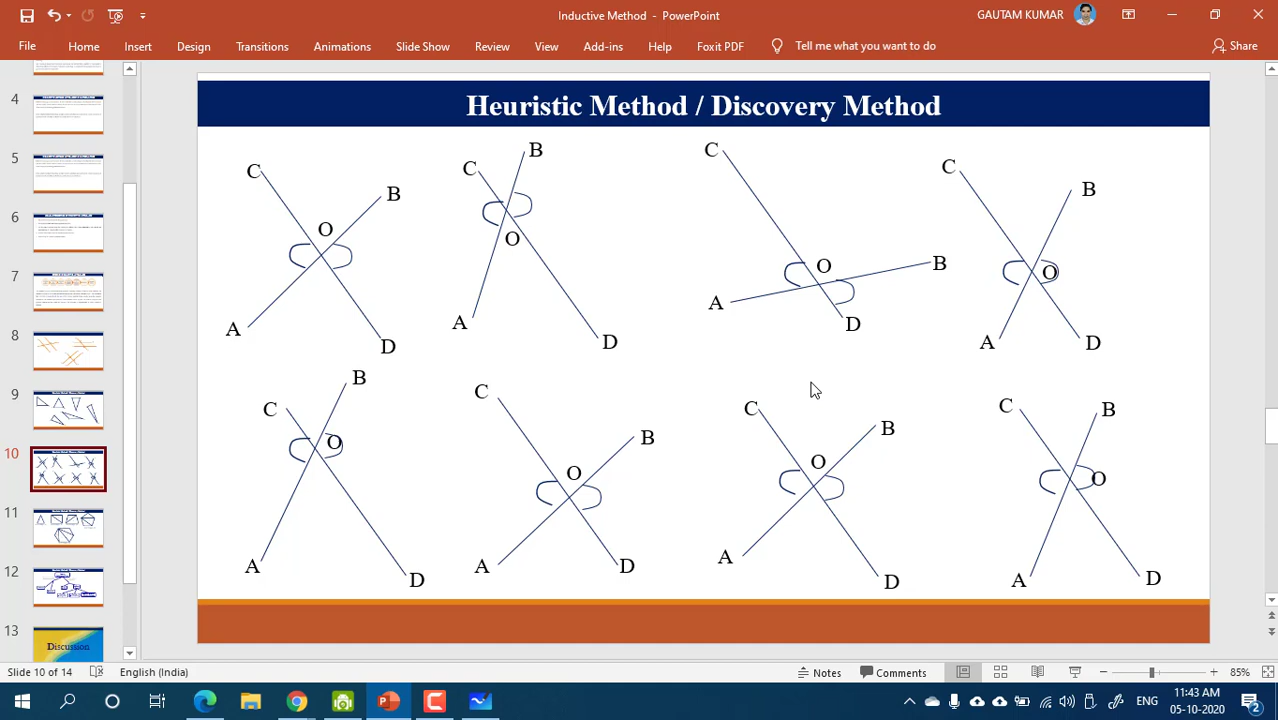 Inductive Method - PowerPoint
GAUTAM KUMAR
File Home Insert Design Transitions Animations Slide Show Review View Add-ins Help Foxit PDF Tell me what you want to do Share
4
5
6
7
8
9
10
11
12
13
Discussion
Heuristic Method / Discovery Method
C B O A D
B C O A D
C O B A D
C B O A D
B C O A D
C B O A D
C B O A D
C B O A D
Slide 10 of 14 English (India) Notes Comments 85%
ENG 11:43 AM
05-10-2020
2